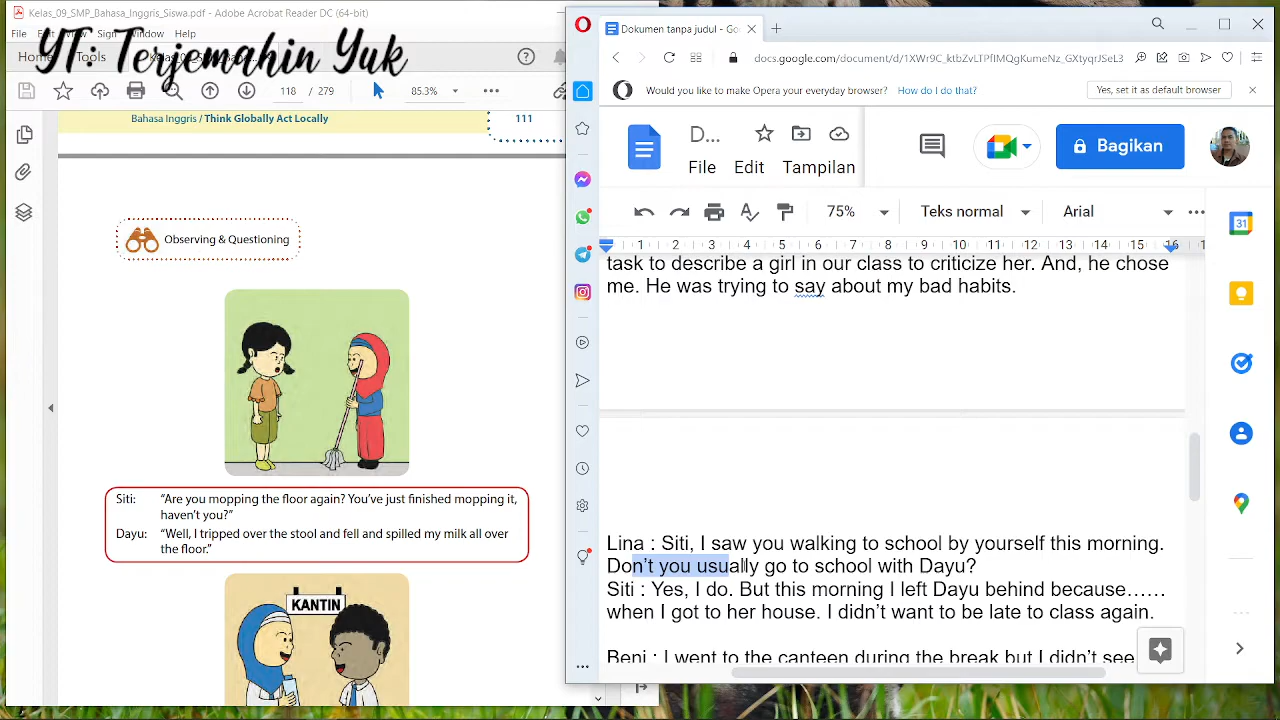 Kelas_09_SMP_Bahasa_Inggris_Siswa.pdf - Adobe Acrobat Reader DC (64-bit)
File Sign Window Help
YT: Terjemahin Yuk
Home Tools
118 / 279
85.3%
Bahasa Inggris / Think Globally Act Locally
111
Observing & Questioning
Siti: "Are you mopping the floor again? You've just finished mopping it,
haven't you?"
Dayu: "Well, I tripped over the stool and fell and spilled my milk all over
the floor."
KANTIN
Dokumen tanpa judul - Go
docs.google.com/document/d/1XWr9C_ktbZvLTPflMQgKumeNz_GXtyqrJSeL3
Would you like to make Opera your everyday browser? How do I do that?
Yes, set it as default browser
D...
File Edit Tampilan
Bagikan
75% Teks normal Arial
1 2 3 4 5 6 7 8 9 10 11 12 13 14 15 16
31
task to describe a girl in our class to criticize her. And, he chose
me. He was trying to say about my bad habits.
Lina : Siti, I saw you walking to school by yourself this morning.
Don't you usually go to school with Dayu?
Siti : Yes, I do. But this morning I left Dayu behind because……
when I got to her house. I didn't want to be late to class again.
Beni : I went to the canteen during the break but I didn't see